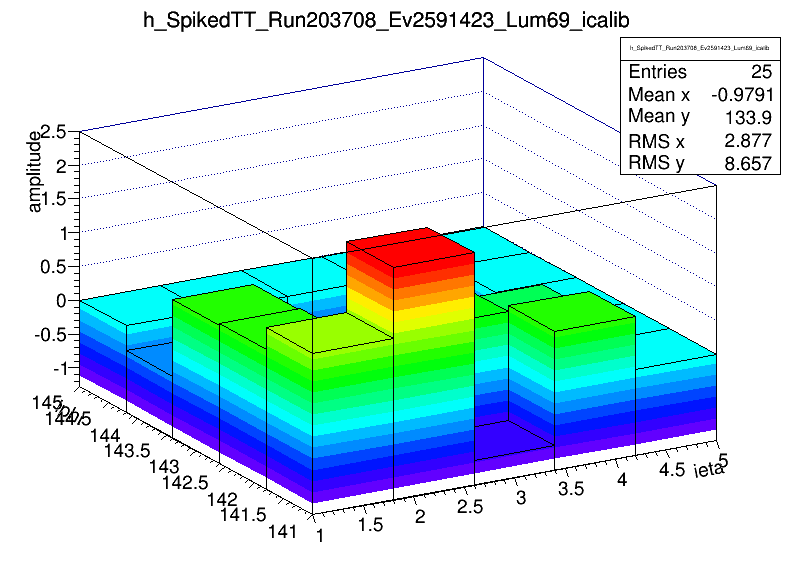 h_SpikedTT_Run203708_Ev2591423_Lum69_icalib
h_SpikedTT_Run203708_Ev2591423_Lum69_icalib
Entries 25
Mean x -0.9791
Mean y 133.9
RMS x 2.877
RMS y 8.657
amplitude
2.5
2
1.5
1
0.5
0
-0.5
-1
145
144.5
144
143.5
143
142.5
142
141.5
141
1
1.5
2
2.5
3
3.5
4
4.5
5
ieta